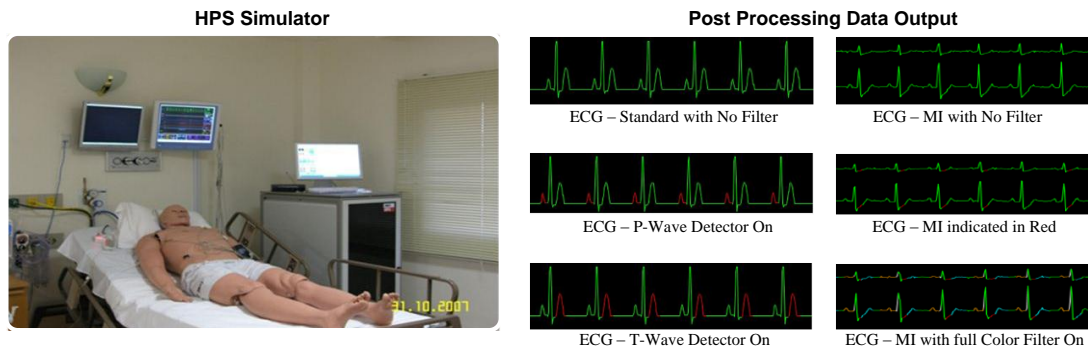 HPS Simulator
Post Processing Data Output
ECG – Standard with No Filter
ECG – MI with No Filter
ECG – P-Wave Detector On
ECG – MI indicated in Red
31.10.2007
ECG – T-Wave Detector On
ECG – MI with full Color Filter On